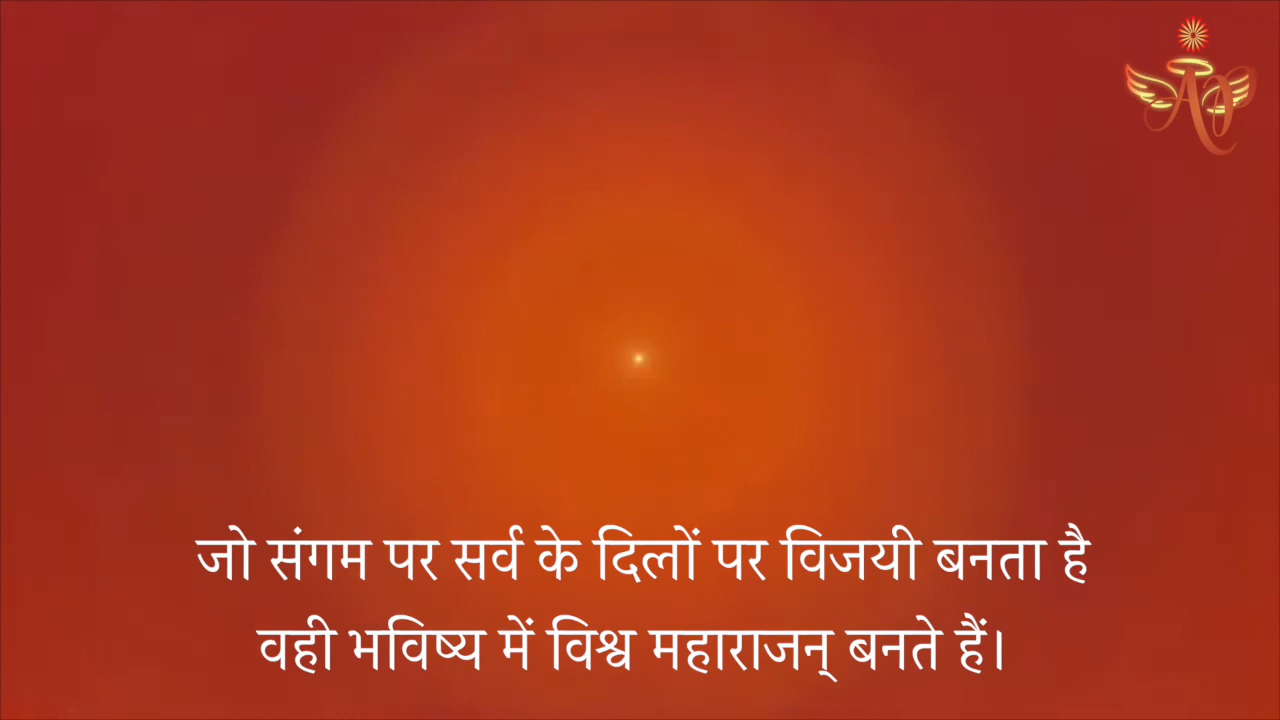 जो संगम पर सर्व के दिलों पर विजयी बनता है
वही भविष्य में विश्व महाराजन् बनते हैं।